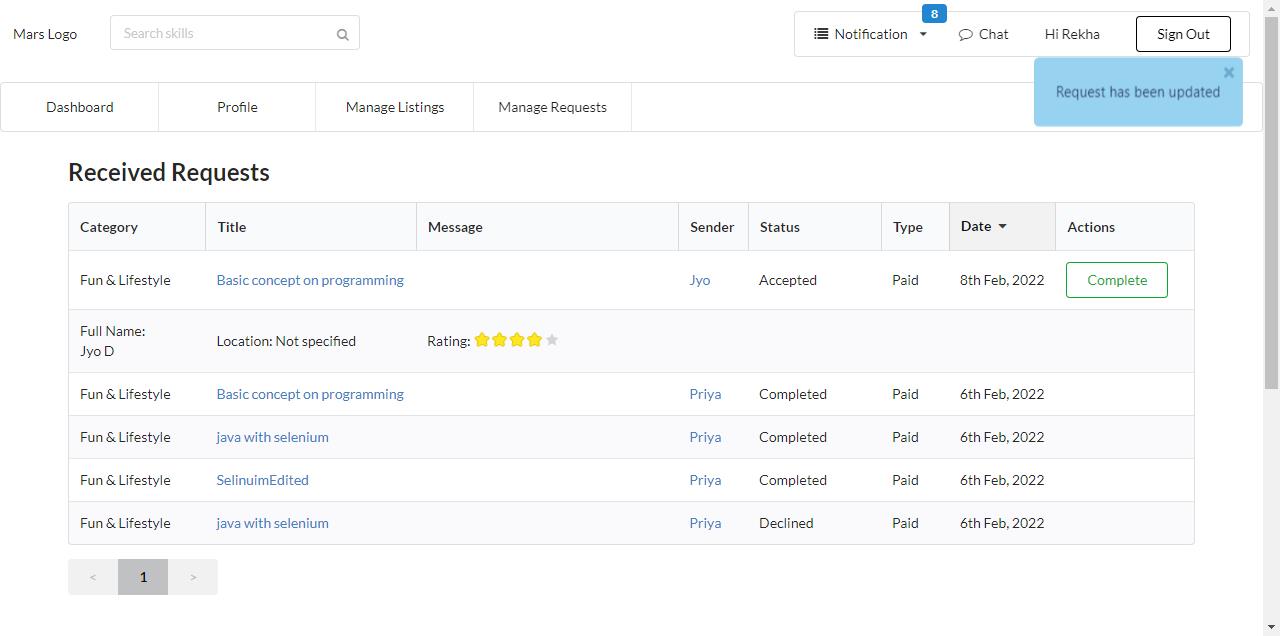 Mars Logo
Search skills
8
Notification
Chat
Hi Rekha
Sign Out
×
Request has been updated
Dashboard
Profile
Manage Listings
Manage Requests
Received Requests
Category Title Message Sender Status Type Date Actions
Fun & Lifestyle Basic concept on programming Jyo Accepted Paid 8th Feb, 2022 Complete
Full Name:
Jyo D
Location: Not specified
Rating:
Fun & Lifestyle Basic concept on programming Priya Completed Paid 6th Feb, 2022
Fun & Lifestyle java with selenium Priya Completed Paid 6th Feb, 2022
Fun & Lifestyle SelinuimEdited Priya Completed Paid 6th Feb, 2022
Fun & Lifestyle java with selenium Priya Declined Paid 6th Feb, 2022
< 1 >